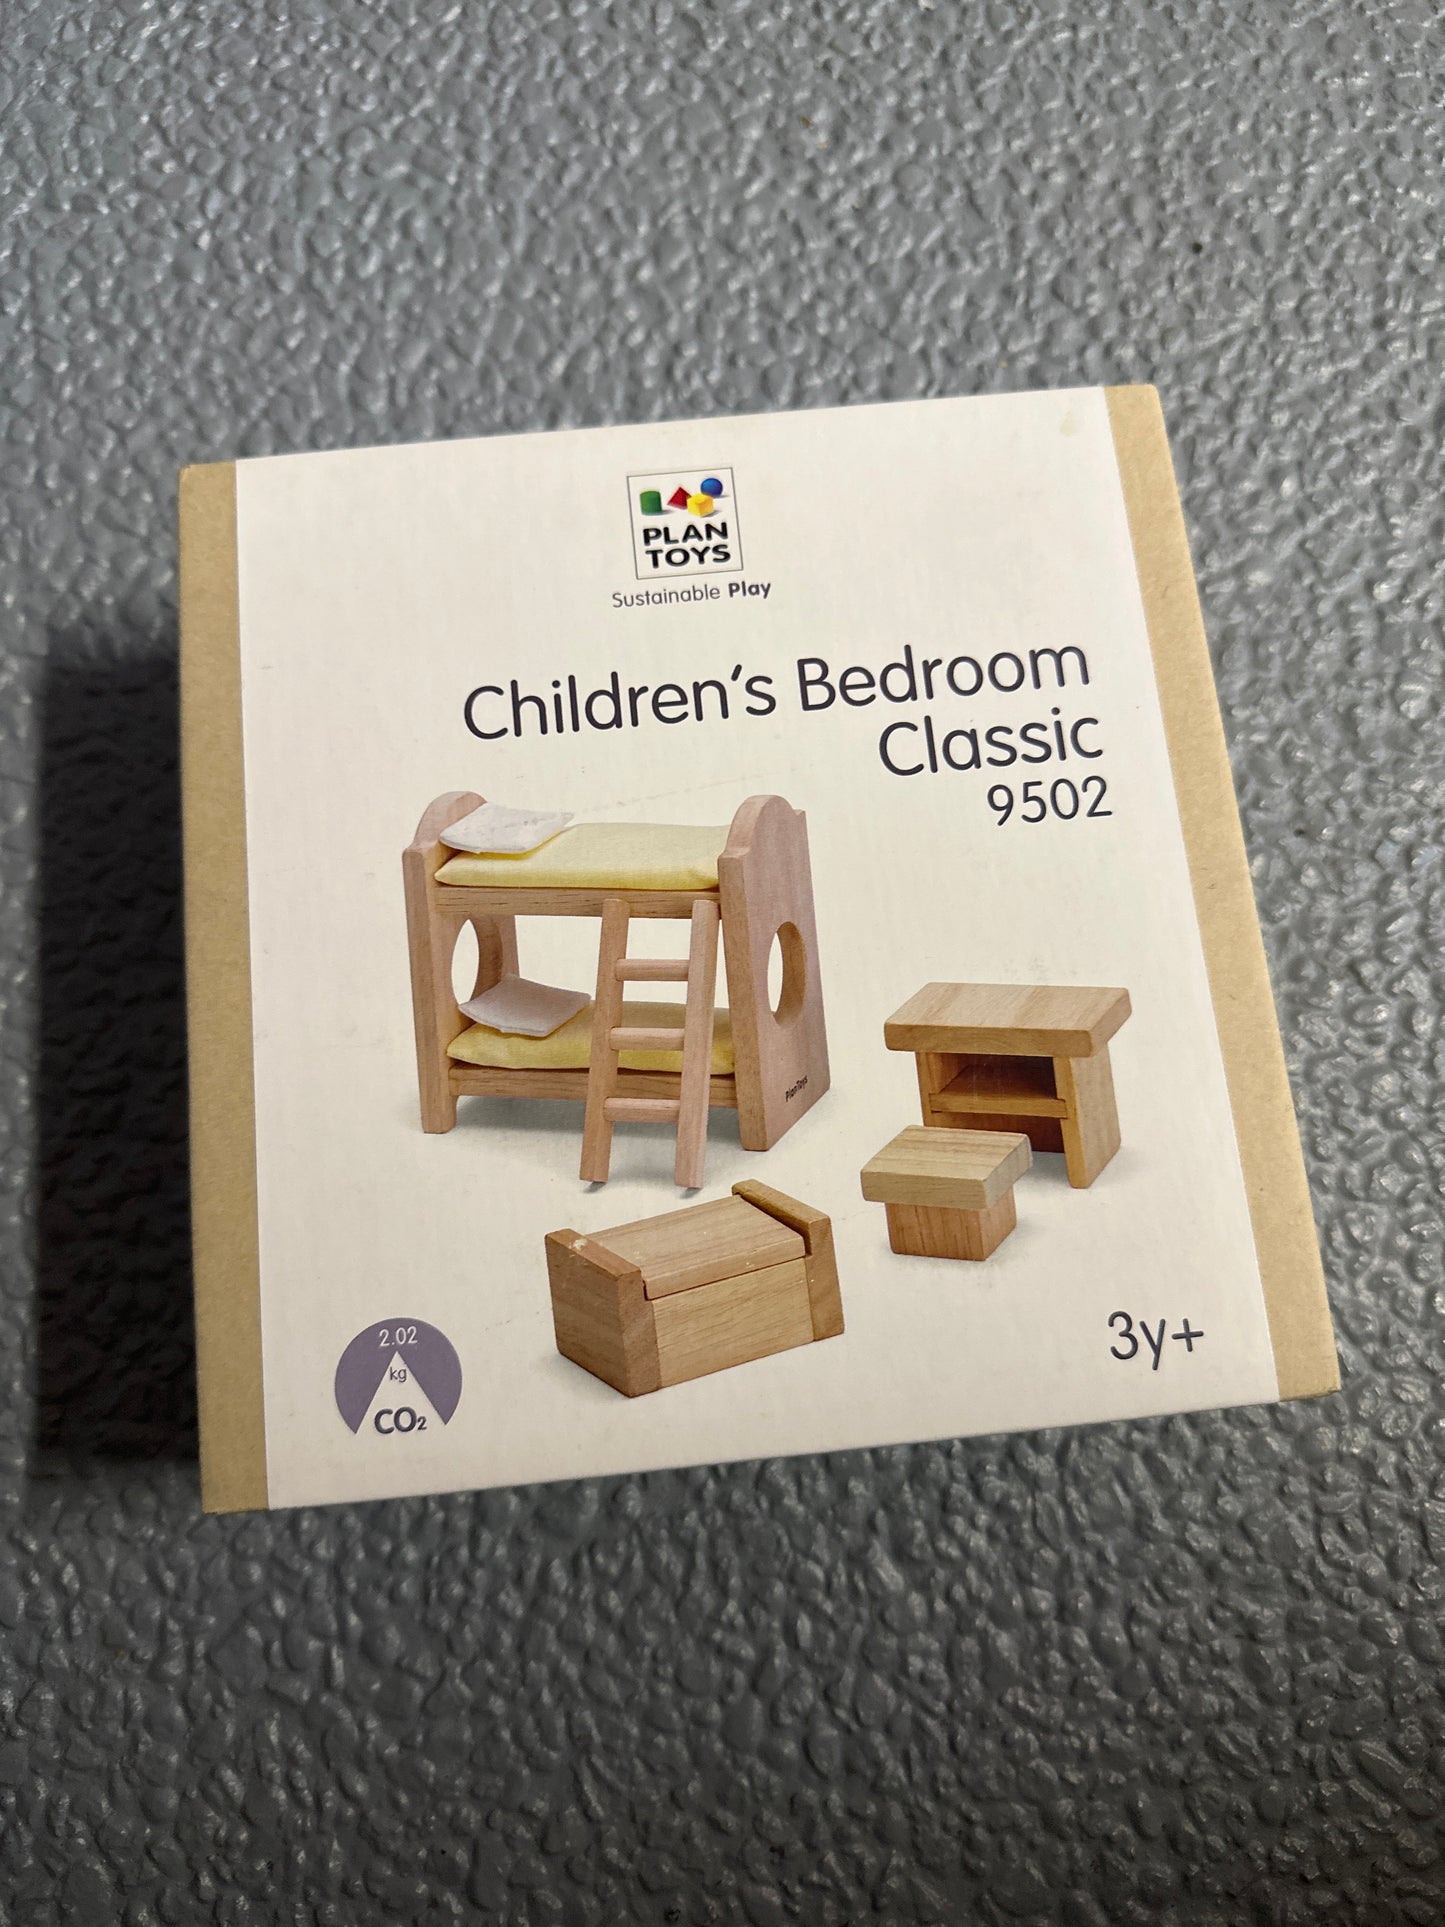 PLAN
TOYS
Sustainable Play
Children's Bedroom
Classic
9502
PlanToys
2.02
kg
CO₂
3y+